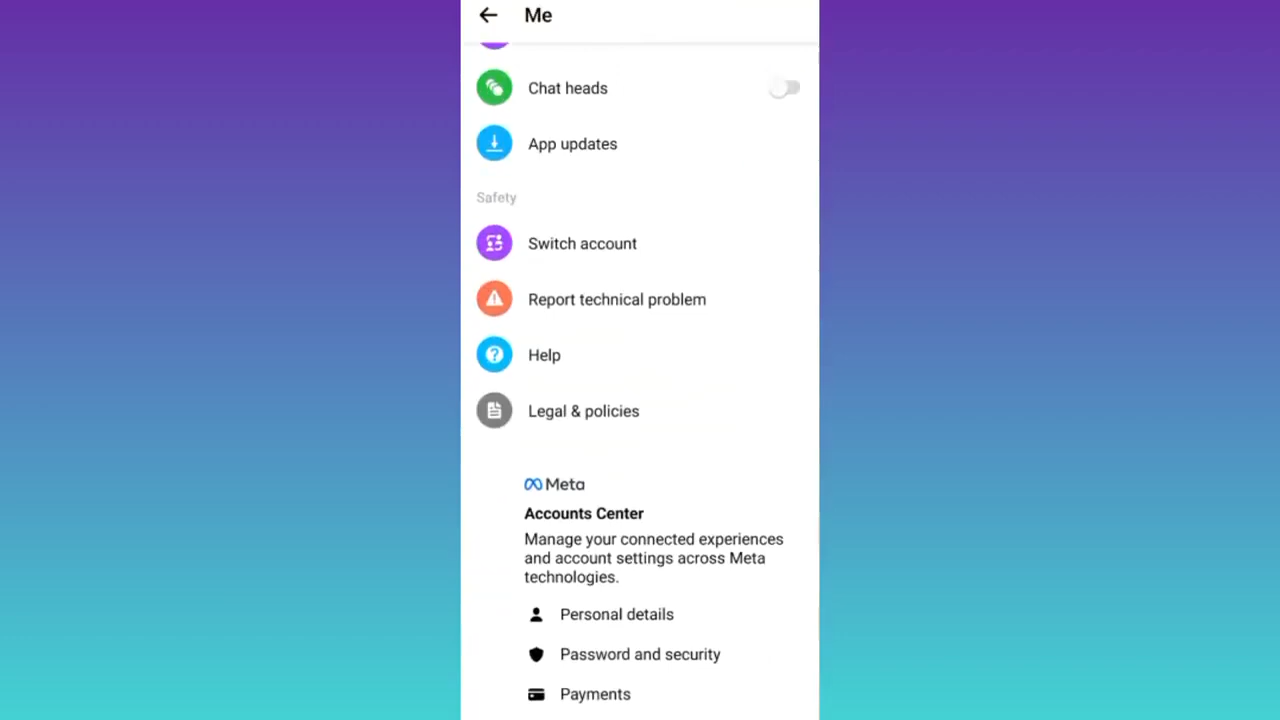 Me
Chat heads
App updates
Safety
Switch account
Report technical problem
Help
Legal & policies
Meta
Accounts Center
Manage your connected experiences
and account settings across Meta
technologies.
Personal details
Password and security
Payments